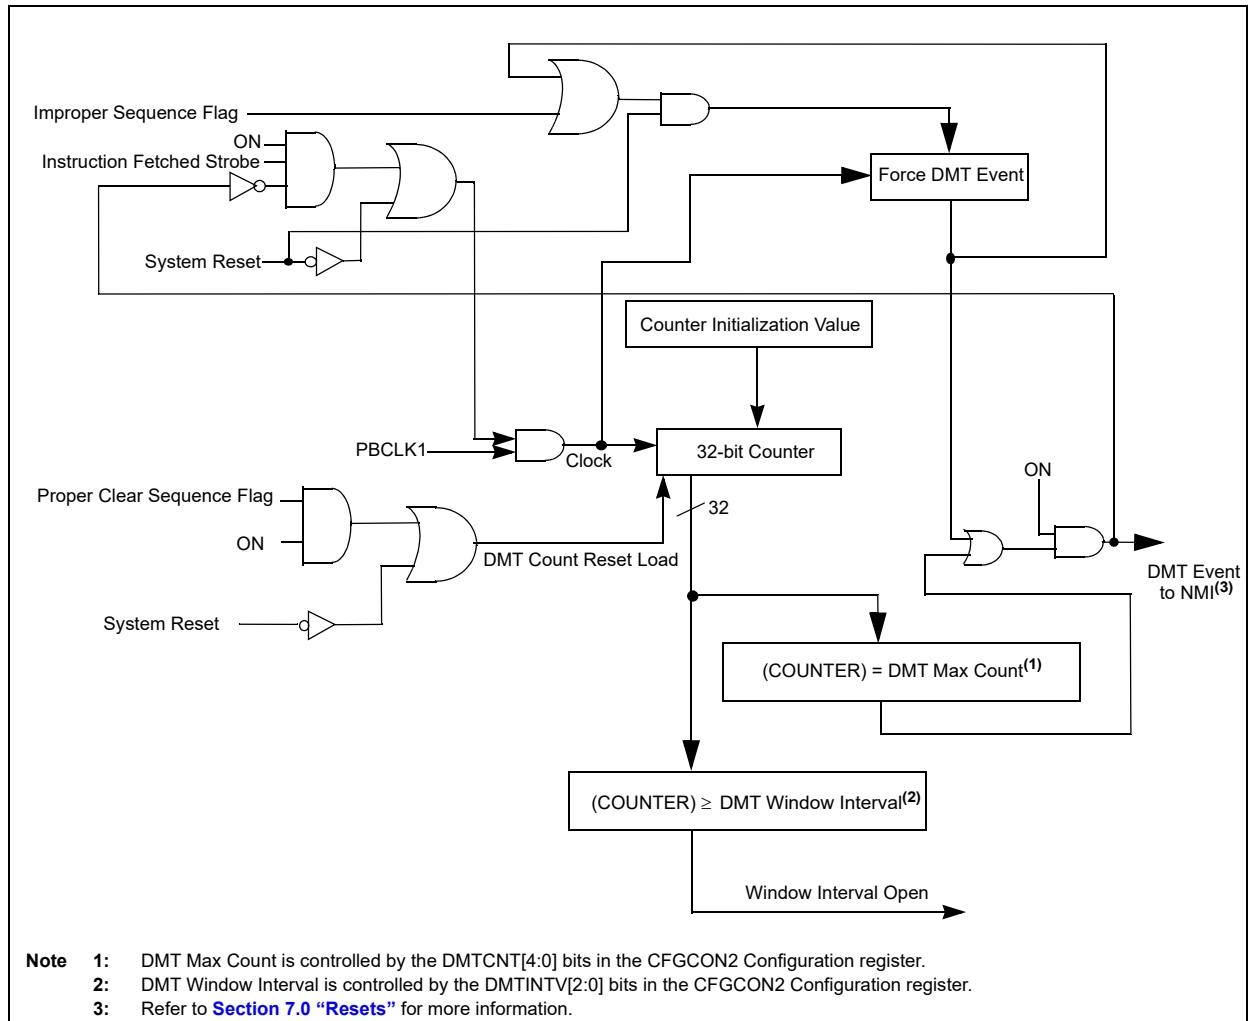 Improper Sequence Flag
ON
Instruction Fetched Strobe
Force DMT Event
System Reset
Counter Initialization Value
PBCLK1
Clock
32-bit Counter
Proper Clear Sequence Flag
32
ON
ON
DMT Count Reset Load
DMT Event
to NMI(3)
System Reset
(COUNTER) = DMT Max Count(1)
(COUNTER) ≥ DMT Window Interval(2)
Window Interval Open
Note 1: DMT Max Count is controlled by the DMTCNT[4:0] bits in the CFGCON2 Configuration register.
2: DMT Window Interval is controlled by the DMTINTV[2:0] bits in the CFGCON2 Configuration register.
3: Refer to Section 7.0 “Resets” for more information.